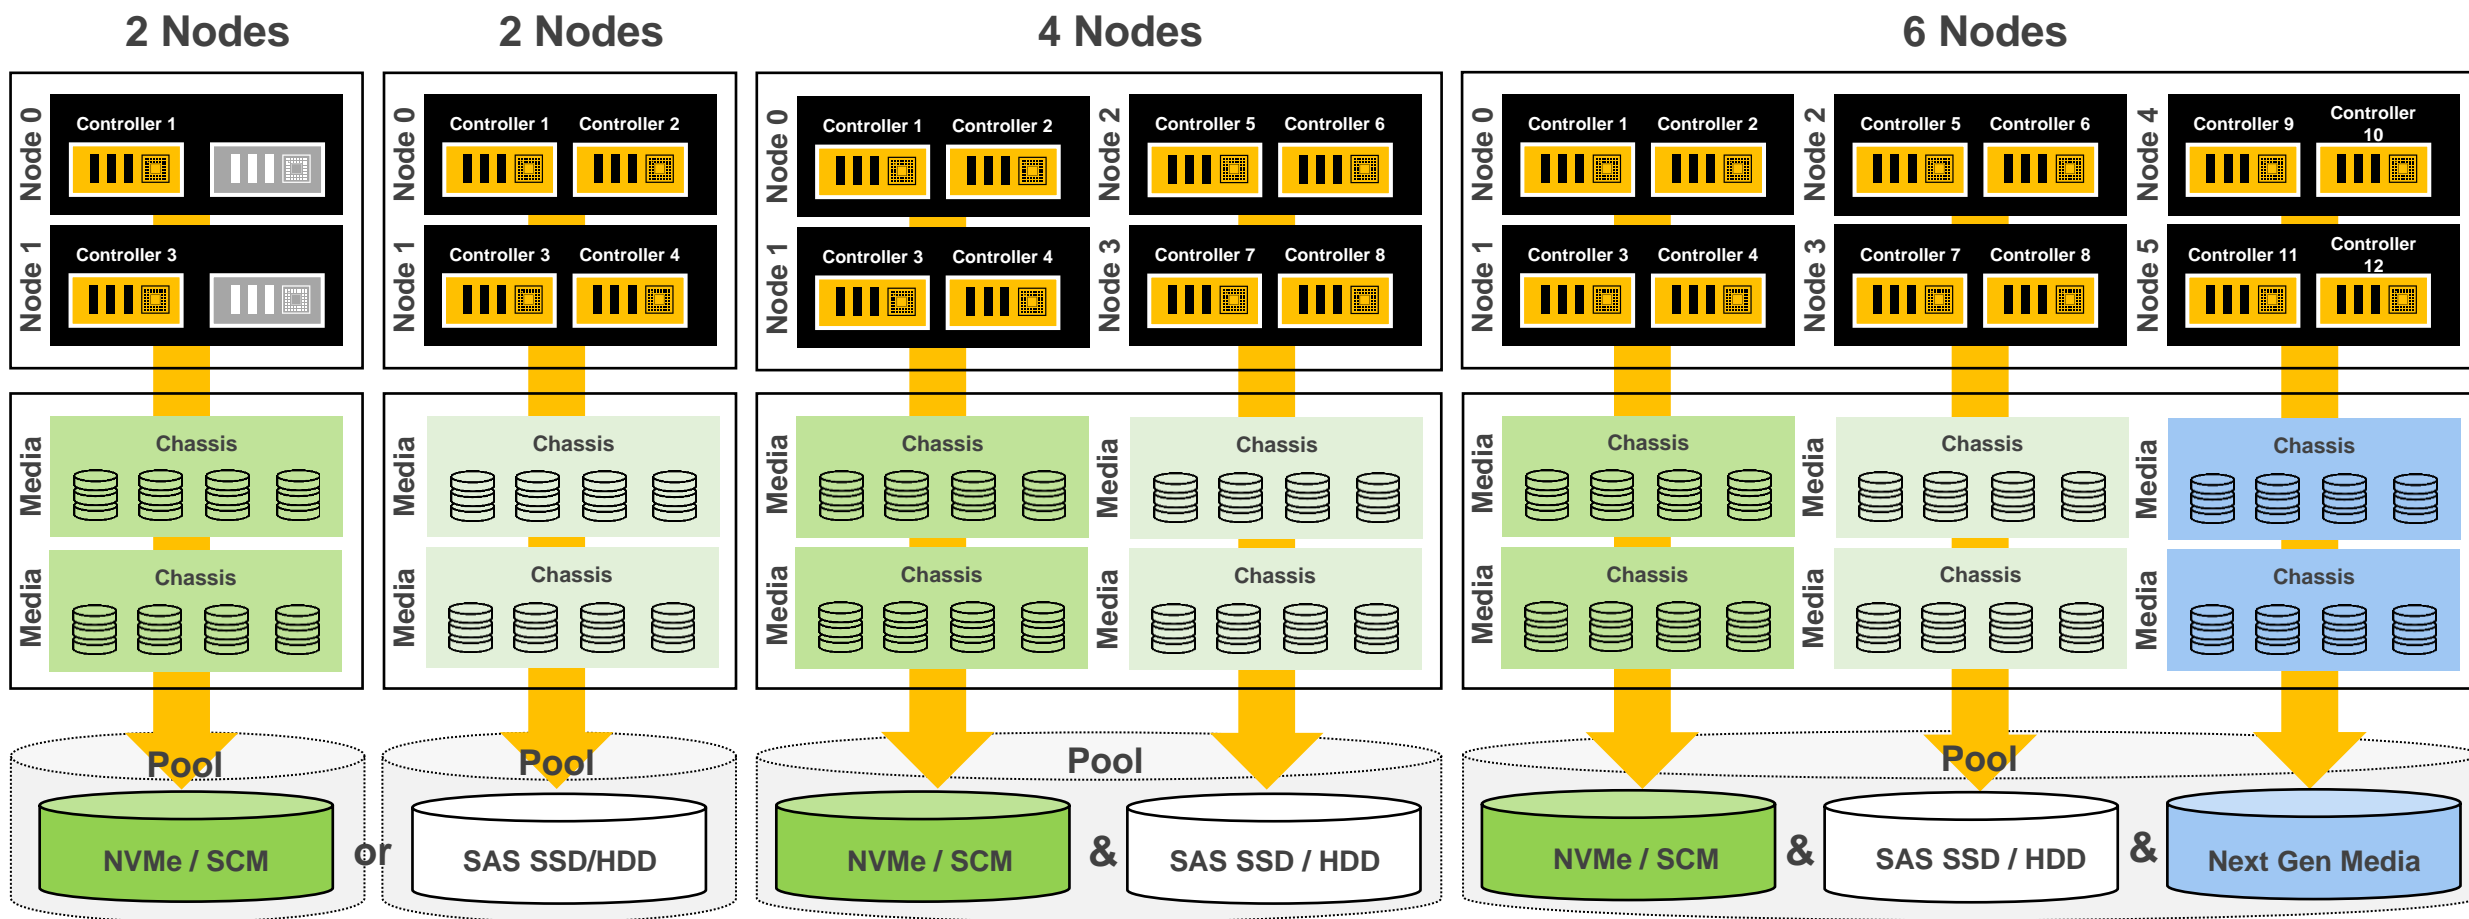 2 Nodes
Node 0
Controller 1
Node 1
Controller 3
Media
Chassis
Media
Chassis
Pool
NVMe / SCM
or
2 Nodes
Node 0
Controller 1
Controller 2
Node 1
Controller 3
Controller 4
Media
Chassis
Media
Chassis
Pool
SAS SSD/HDD
4 Nodes
Node 0
Controller 1
Controller 2
Node 1
Controller 3
Controller 4
Node 2
Controller 5
Controller 6
Node 3
Controller 7
Controller 8
Media
Chassis
Media
Chassis
Media
Chassis
Media
Chassis
Pool
NVMe / SCM
&
SAS SSD / HDD
6 Nodes
Node 0
Controller 1
Controller 2
Node 1
Controller 3
Controller 4
Node 2
Controller 5
Controller 6
Node 3
Controller 7
Controller 8
Node 4
Controller 9
Controller
10
Node 5
Controller 11
Controller
12
Media
Chassis
Media
Chassis
Media
Chassis
Media
Chassis
Media
Chassis
Media
Chassis
Pool
NVMe / SCM
&
SAS SSD / HDD
&
Next Gen Media